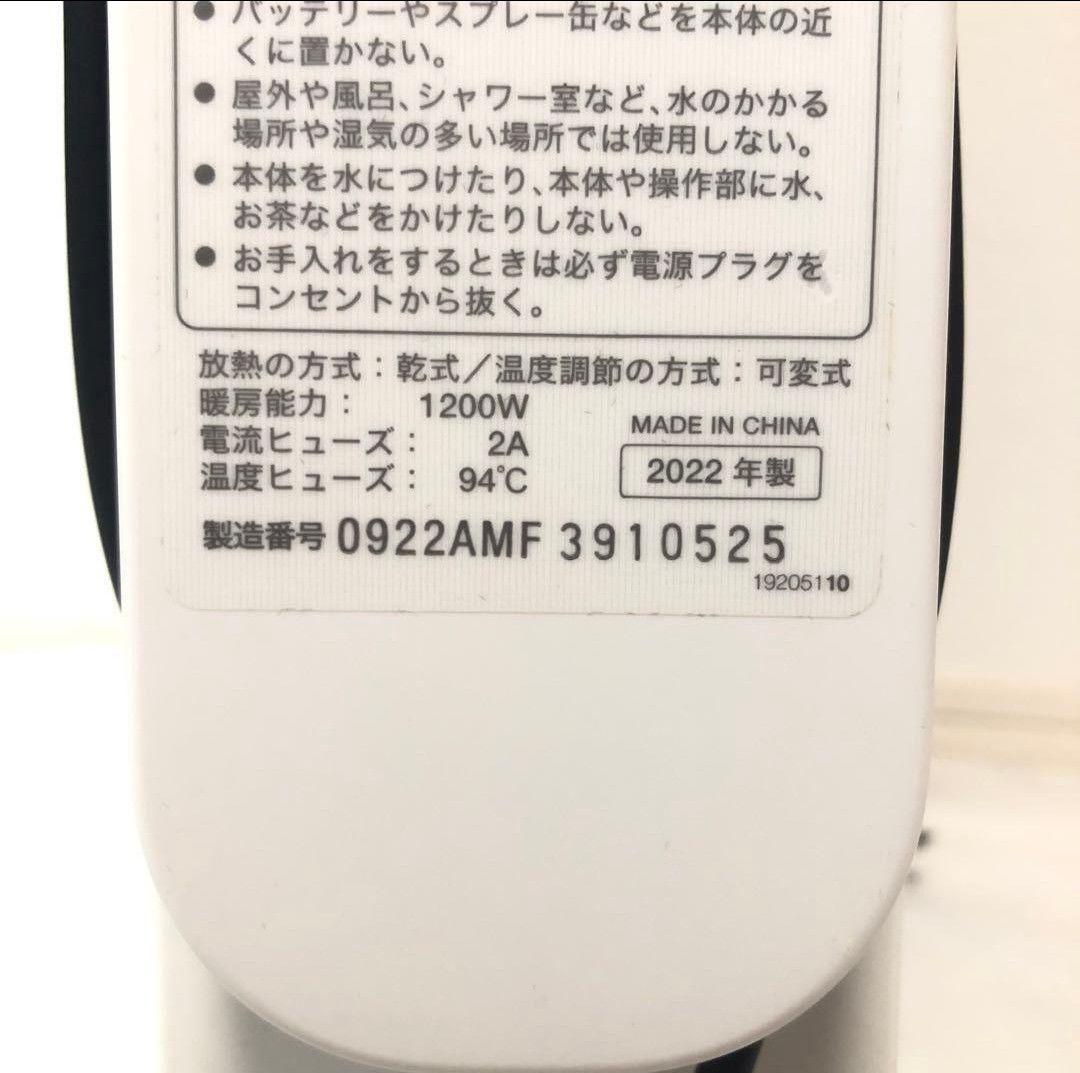 ● バッテリーやスプレー缶などを本体の近
くに置かない。
● 屋外や風呂、シャワー室など、水のかかる
場所や湿気の多い場所では使用しない。
● 本体を水につけたり、本体や操作部に水、
お茶などをかけたりしない。
● お手入れをするときは必ず電源プラグを
コンセントから抜く。
放熱の方式：乾式／温度調節の方式：可変式
暖房能力： 1200W
電流ヒューズ： 2A
温度ヒューズ： 94℃
MADE IN CHINA
2022 年製
製造番号 0922AMF 3910525
19205110